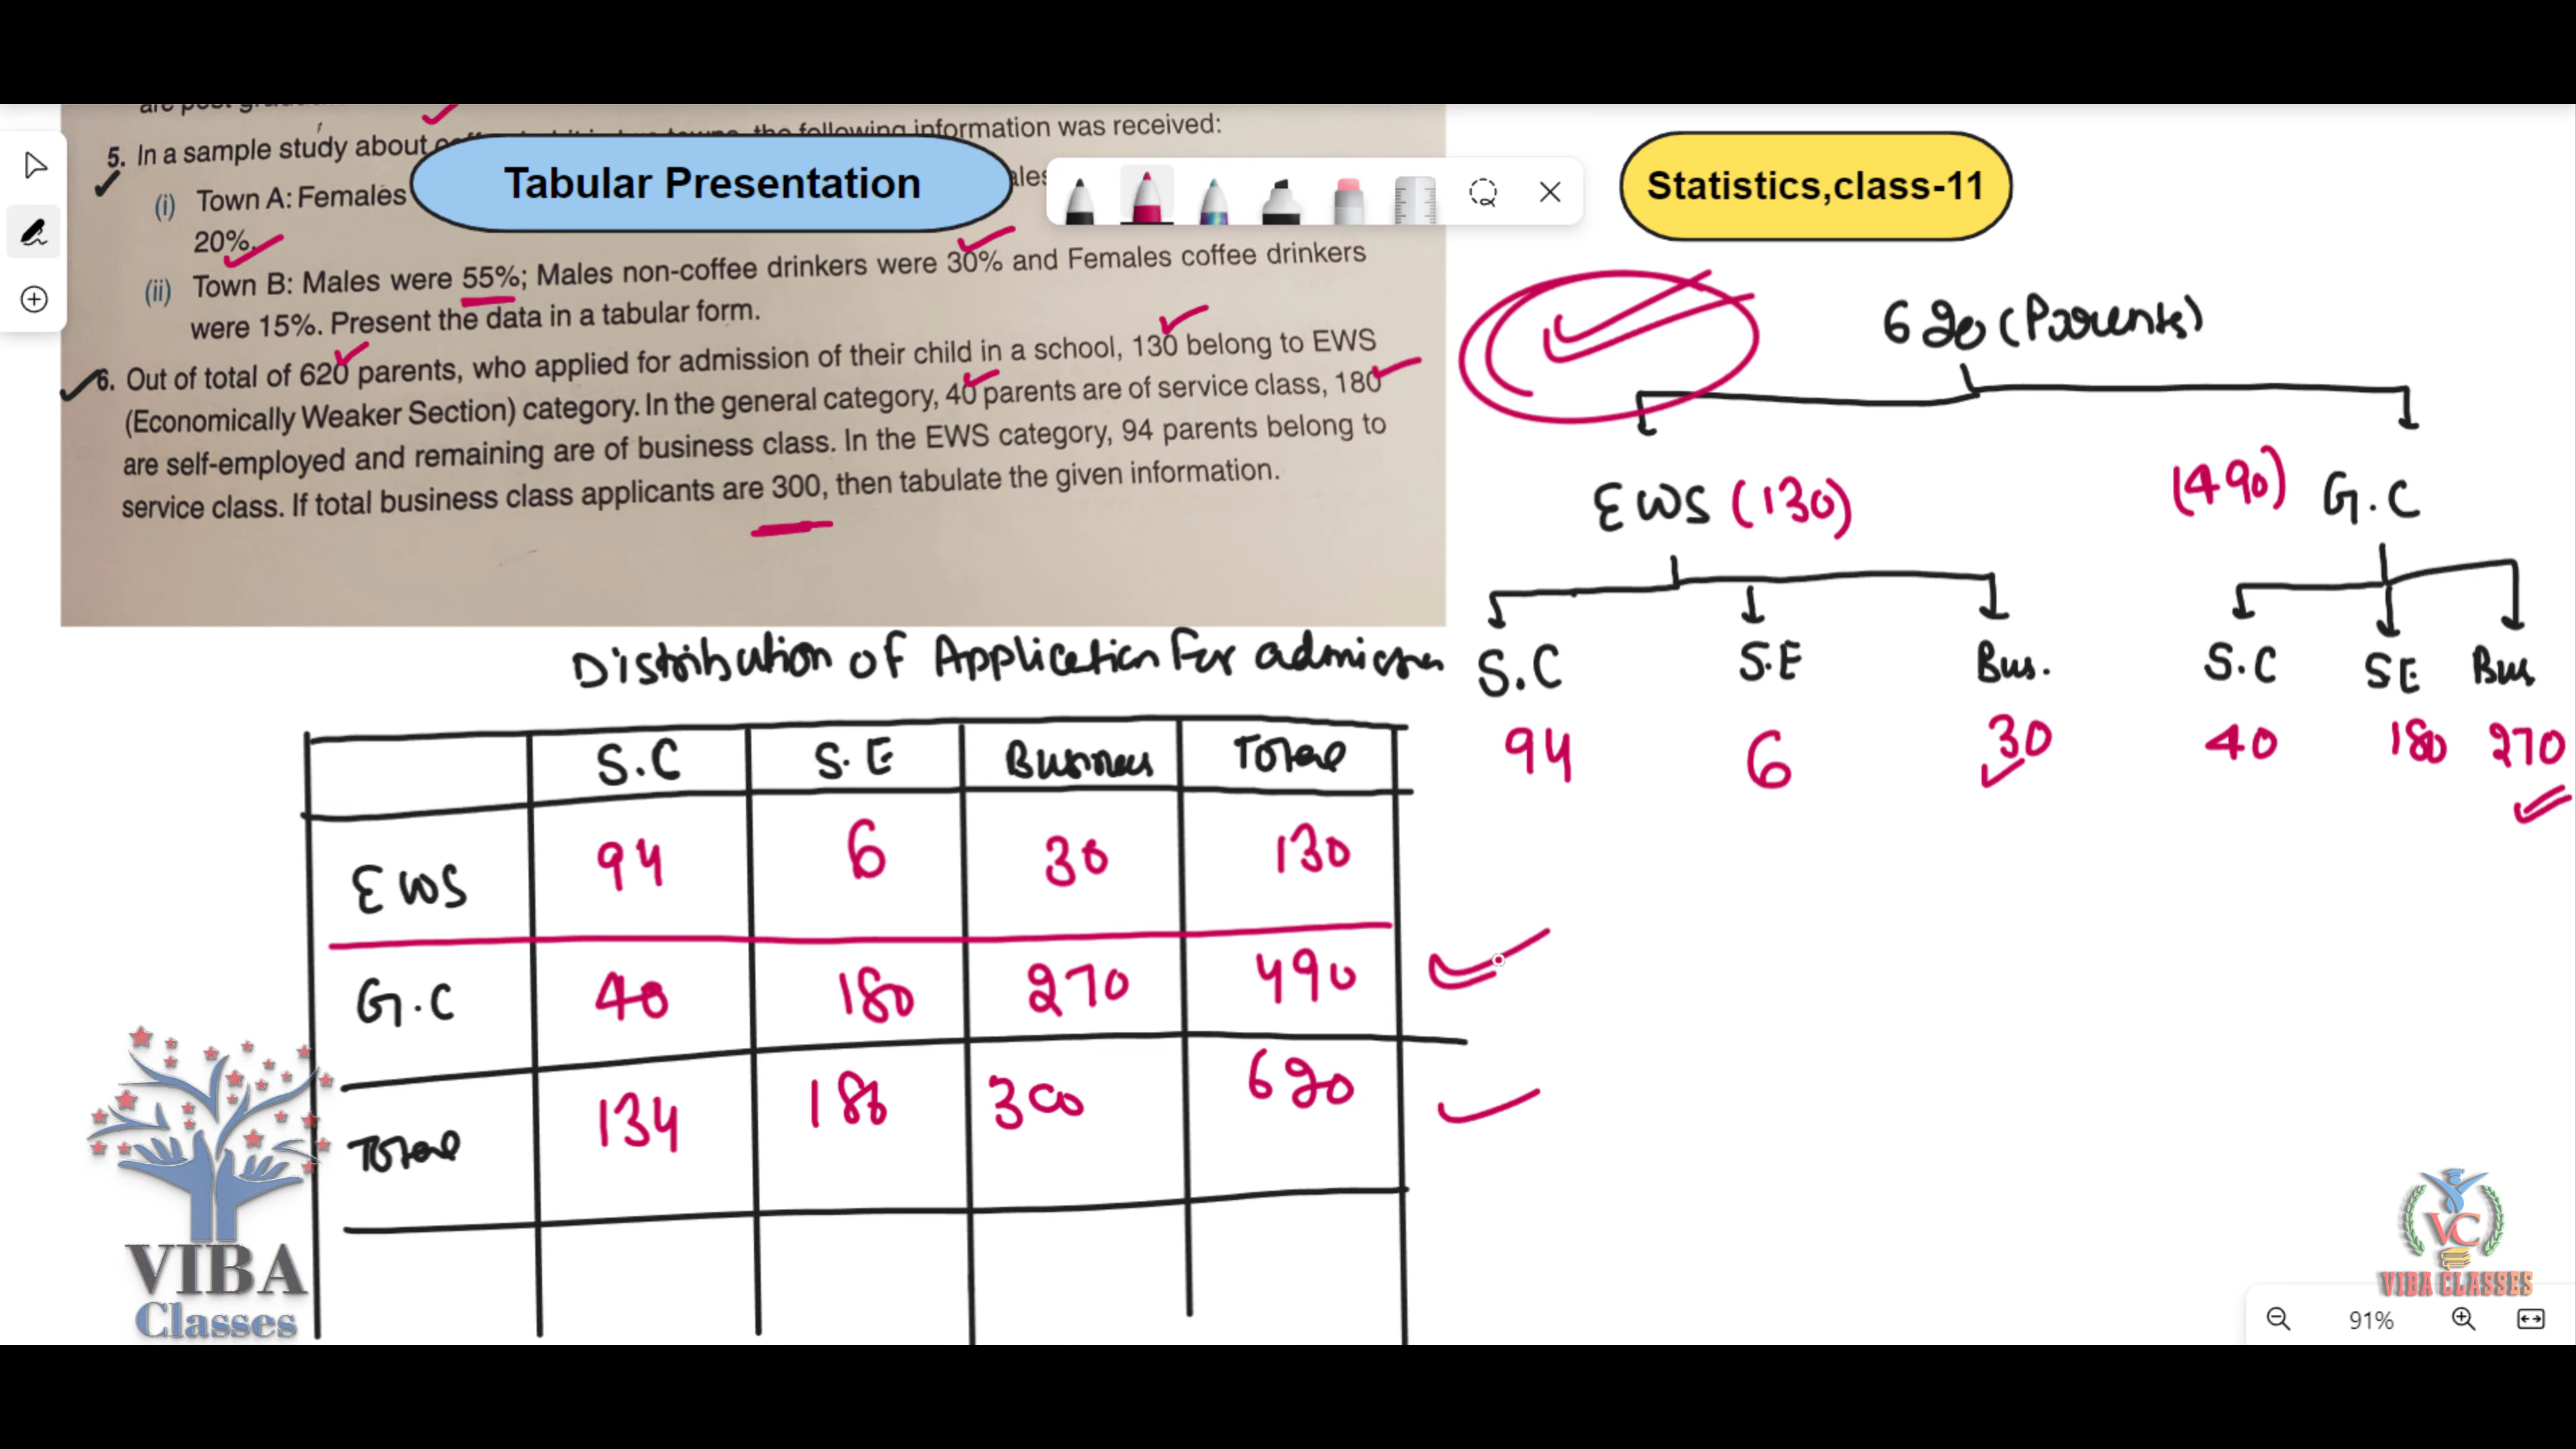 5. In a sample study about the following information was received:
Tabular Presentation
Statistics,class-11
(i) Town A: Females
20%.
(ii) Town B: Males were 55%; Males non-coffee drinkers were 30% and Females coffee drinkers
were 15%. Present the data in a tabular form.
6. Out of total of 620 parents, who applied for admission of their child in a school, 130 belong to EWS
(Economically Weaker Section) category. In the general category, 40 parents are of service class, 180
are self-employed and remaining are of business class. In the EWS category, 94 parents belong to
service class. If total business class applicants are 300, then tabulate the given information.
620 (Parents)
EWS (130) (490) G.C
S.C S.E Bus. S.C SE Bus
94 6 30 40 180 270
Distribution of Application For admission
S.C S.E Business Total
EWS 94 6 30 130
G.C 40 180 270 490
Total 134 300 620
VIBA
Classes
VC
VIBA CLASSES
91%